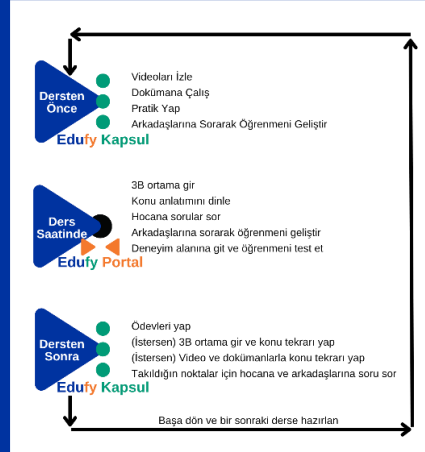 Videoları İzle
Dokümana Çalış
Dersten
Önce
Pratik Yap
Arkadaşlarına Sorarak Öğrenmeni Geliştir
Edufy Kapsul
3B ortama gir
Konu anlatımını dinle
Ders
Saatinde
Hocana sorular sor
Arkadaşlarına sorarak öğrenmeni geliştir
Deneyim alanına git ve öğrenmeni test et
Edufy Portal
Ödevleri yap
(İstersen) 3B ortama gir ve konu tekrarı yap
Dersten
Sonra
(İstersen) Video ve dokümanlarla konu tekrarı yap
Takıldığın noktalar için hocana ve arkadaşlarına soru sor
Edufy Kapsul
Başa dön ve bir sonraki derse hazırlan